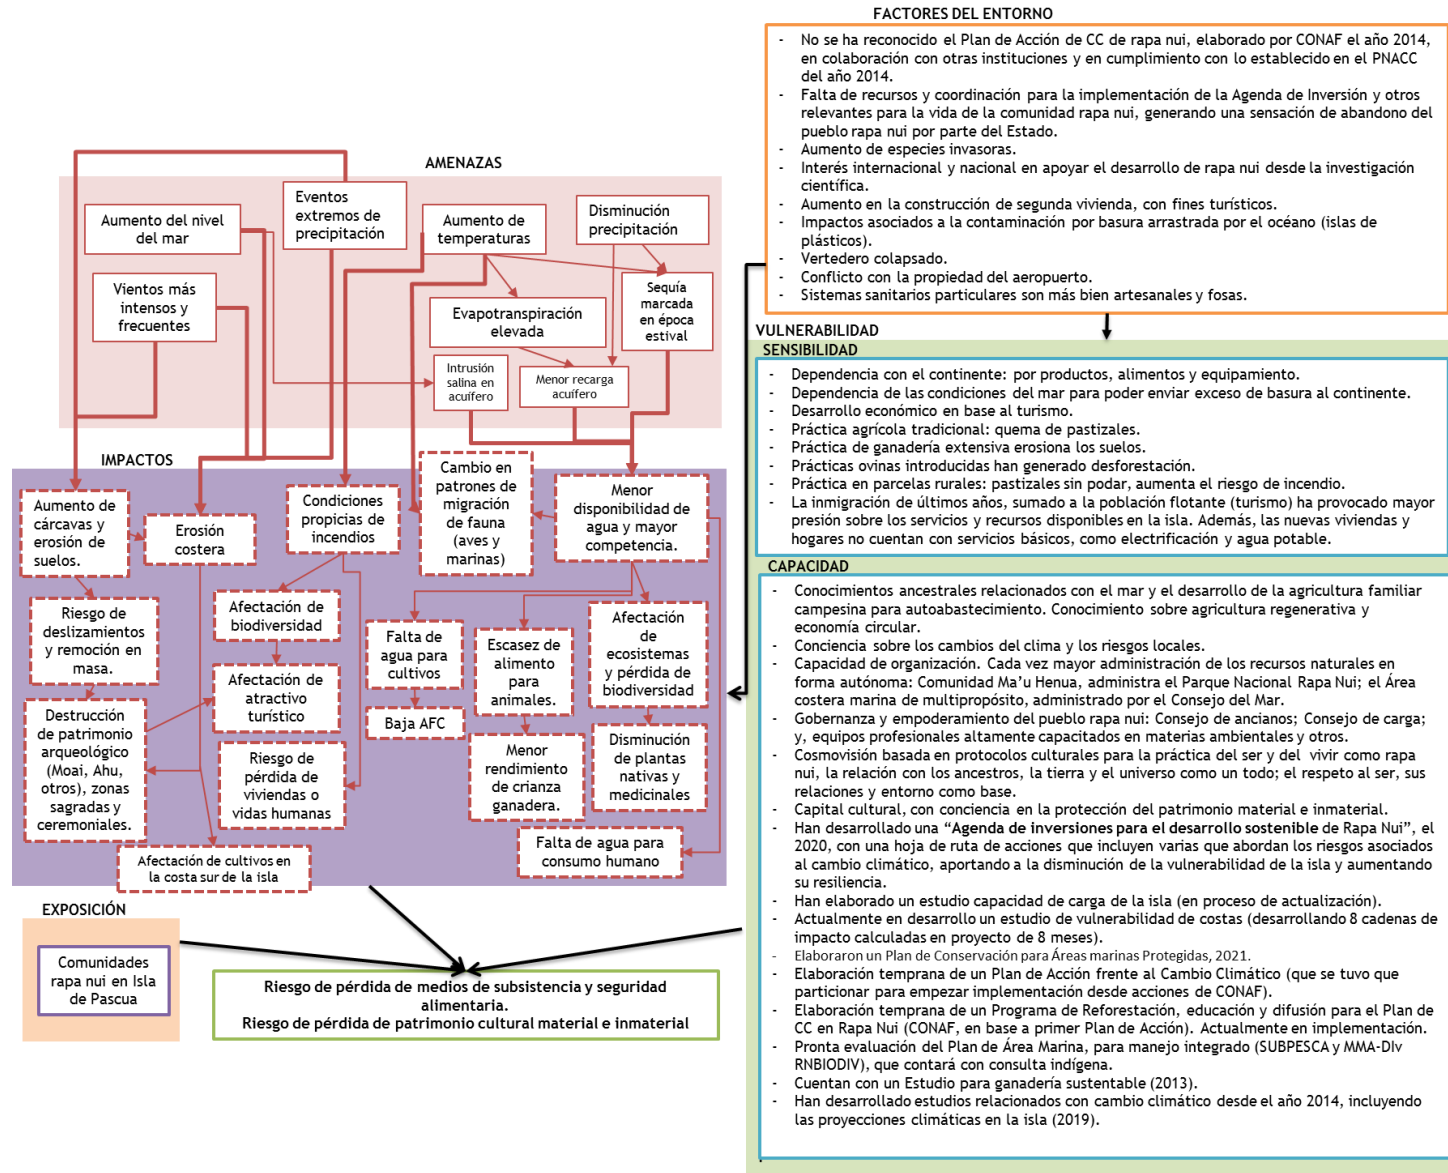 FACTORES DEL ENTORNO
- No se ha reconocido el Plan de Acción de CC de rapa nui, elaborado por CONAF el año 2014,
en colaboración con otras instituciones y en cumplimiento con lo establecido en el PNACC
del año 2014.
- Falta de recursos y coordinación para la implementación de la Agenda de Inversión y otros
relevantes para la vida de la comunidad rapa nui, generando una sensación de abandono del
pueblo rapa nui por parte del Estado.
- Aumento de especies invasoras.
- Interés internacional y nacional en apoyar el desarrollo de rapa nui desde la investigación
científica.
- Aumento en la construcción de segunda vivienda, con fines turísticos.
- Impactos asociados a la contaminación por basura arrastrada por el océano (islas de
plásticos).
- Vertedero colapsado.
- Conflicto con la propiedad del aeropuerto.
- Sistemas sanitarios particulares son más bien artesanales y fosas.
AMENAZAS
Aumento del nivel
del mar
Eventos
extremos de
precipitación
Aumento de
temperaturas
Disminución
precipitación
Vientos más
intensos y
frecuentes
Evapotranspiración
elevada
Sequía
marcada
en época
estival
Intrusión
salina en
acuífero
Menor recarga
acuífero
IMPACTOS
Aumento de
cárcavas y
erosión de
suelos.
Erosión
costera
Condiciones
propicias de
incendios
Cambio en
patrones de
migración
de fauna
(aves y
marinas)
Menor
disponibilidad de
agua y mayor
competencia.
Riesgo de
deslizamientos
y remoción en
masa.
Afectación de
biodiversidad
Falta de
agua para
cultivos
Escasez de
alimento
para
animales.
Afectación
de
ecosistemas
y pérdida de
biodiversidad
Afectación de
atractivo
turístico
Baja AFC
Destrucción
de patrimonio
arqueológico
(Moai, Ahu,
otros), zonas
sagradas y
ceremoniales.
Riesgo de
pérdida de
viviendas o
vidas humanas
Menor
rendimiento
de crianza
ganadera.
Disminución
de plantas
nativas y
medicinales
Falta de agua para
consumo humano
Afectación de cultivos en
la costa sur de la isla
EXPOSICIÓN
Comunidades
rapa nui en Isla
de Pascua
Riesgo de pérdida de medios de subsistencia y seguridad
alimentaria.
Riesgo de pérdida de patrimonio cultural material e inmaterial
VULNERABILIDAD
SENSIBILIDAD
- Dependencia con el continente: por productos, alimentos y equipamiento.
- Dependencia de las condiciones del mar para poder enviar exceso de basura al continente.
- Desarrollo económico en base al turismo.
- Práctica agrícola tradicional: quema de pastizales.
- Práctica de ganadería extensiva erosiona los suelos.
- Prácticas ovinas introducidas han generado desforestación.
- Práctica en parcelas rurales: pastizales sin podar, aumenta el riesgo de incendio.
- La inmigración de últimos años, sumado a la población flotante (turismo) ha provocado mayor
presión sobre los servicios y recursos disponibles en la isla. Además, las nuevas viviendas y
hogares no cuentan con servicios básicos, como electrificación y agua potable.
CAPACIDAD
- Conocimientos ancestrales relacionados con el mar y el desarrollo de la agricultura familiar
campesina para autoabastecimiento. Conocimiento sobre agricultura regenerativa y
economía circular.
- Conciencia sobre los cambios del clima y los riesgos locales.
- Capacidad de organización. Cada vez mayor administración de los recursos naturales en
forma autónoma: Comunidad Ma'u Henua, administra el Parque Nacional Rapa Nui; el Área
costera marina de multipropósito, administrado por el Consejo del Mar.
- Gobernanza y empoderamiento del pueblo rapa nui: Consejo de ancianos; Consejo de carga;
y, equipos profesionales altamente capacitados en materias ambientales y otros.
- Cosmovisión basada en protocolos culturales para la práctica del ser y del vivir como rapa
nui, la relación con los ancestros, la tierra y el universo como un todo; el respeto al ser, sus
relaciones y entorno como base.
- Capital cultural, con conciencia en la protección del patrimonio material e inmaterial.
- Han desarrollado una “Agenda de inversiones para el desarrollo sostenible de Rapa Nui”, el
2020, con una hoja de ruta de acciones que incluyen varias que abordan los riesgos asociados
al cambio climático, aportando a la disminución de la vulnerabilidad de la isla y aumentando
su resiliencia.
- Han elaborado un estudio capacidad de carga de la isla (en proceso de actualización).
- Actualmente en desarrollo un estudio de vulnerabilidad de costas (desarrollando 8 cadenas de
impacto calculadas en proyecto de 8 meses).
- Elaboraron un Plan de Conservación para Áreas marinas Protegidas, 2021.
- Elaboración temprana de un Plan de Acción frente al Cambio Climático (que se tuvo que
particionar para empezar implementación desde acciones de CONAF).
- Elaboración temprana de un Programa de Reforestación, educación y difusión para el Plan de
CC en Rapa Nui (CONAF, en base a primer Plan de Acción). Actualmente en implementación.
- Pronta evaluación del Plan de Área Marina, para manejo integrado (SUBPESCA y MMA-DIv
RNBIODIV), que contará con consulta indígena.
- Cuentan con un Estudio para ganadería sustentable (2013).
- Han desarrollado estudios relacionados con cambio climático desde el año 2014, incluyendo
las proyecciones climáticas en la isla (2019).